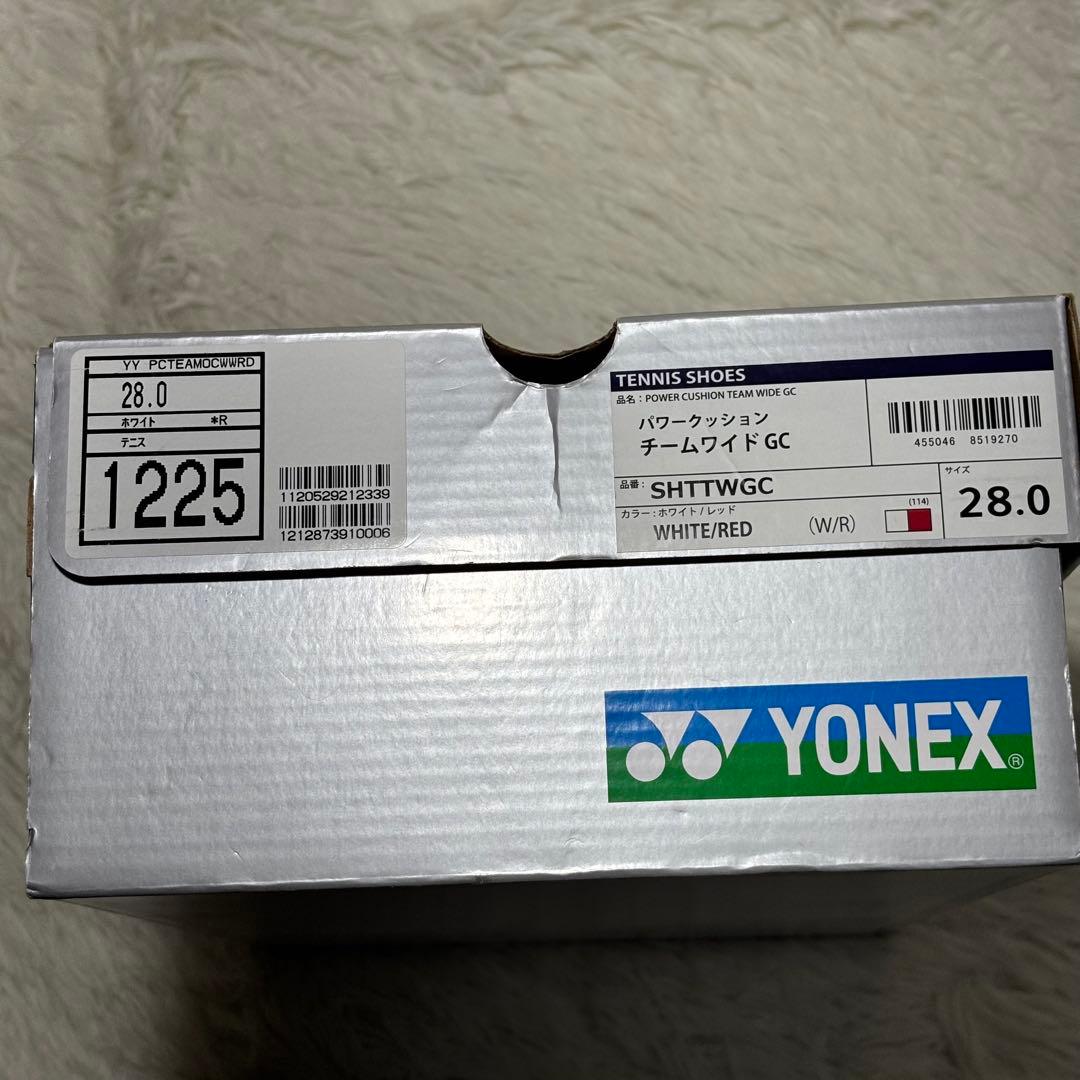 YY PCTEAMOCWWRD
28.0
ホワイト *R
テニス
1225
1120529212339
1212873910006
TENNIS SHOES
品名：POWER CUSHION TEAM WIDE GC
パワークッション
チームワイド GC
455046 8519270
品番： SHTTWGC
サイズ
28.0
カラー：ホワイト / レッド
(114)
WHITE/RED (W/R)
YONEX®